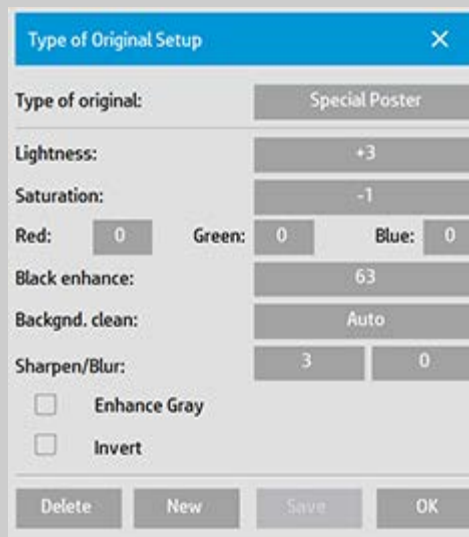 Type of Original Setup
Type of original: Special Poster
Lightness: +3
Saturation: -1
Red: 0 Green: 0 Blue: 0
Black enhance: 63
Backgnd. clean: Auto
Sharpen/Blur: 3 0
Enhance Gray
Invert
Delete New Save OK